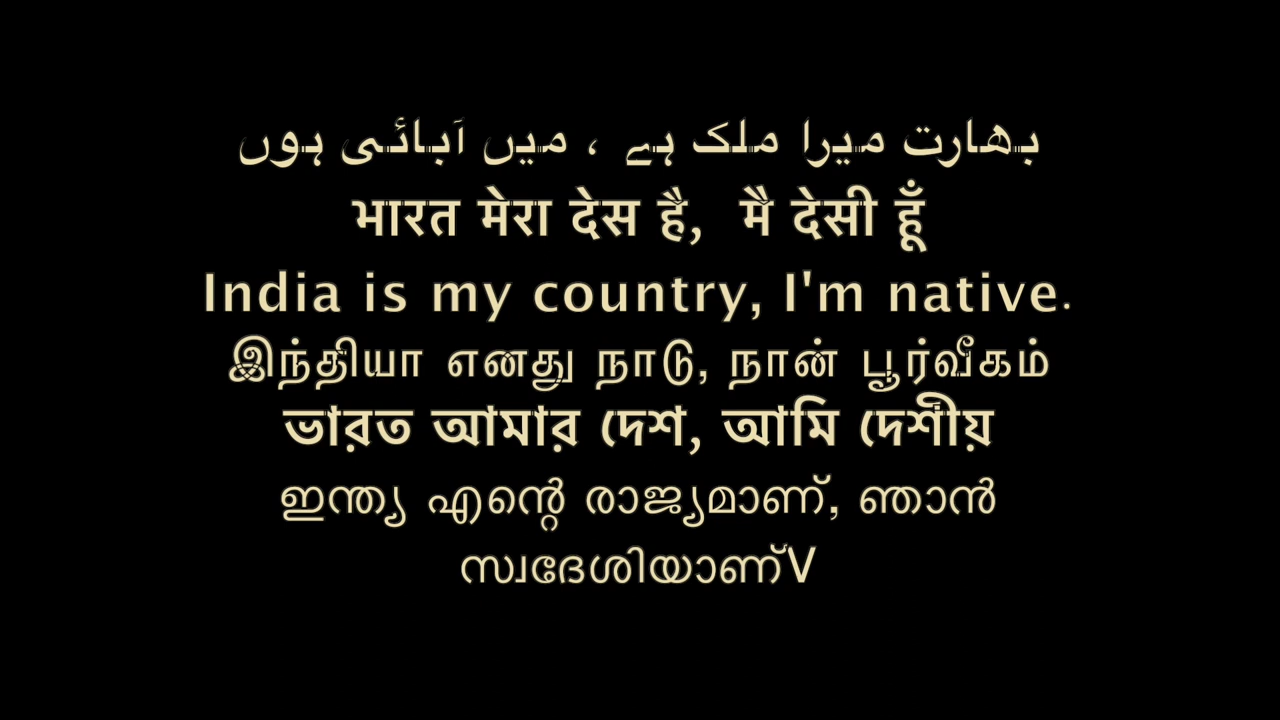 بھارت میرا ملک ہے ، میں آبائی ہوں
भारत मेरा देस है, मै देसी हूँ
India is my country, I'm native.
இந்தியா எனது நாடு, நான் பூர்வீகம்
ভারত আমার দেশ, আমি দেশীয়
ഇന്ത്യ എന്റെ രാജ്യമാണ്, ഞാൻ
സ്വദേശിയാണ്V